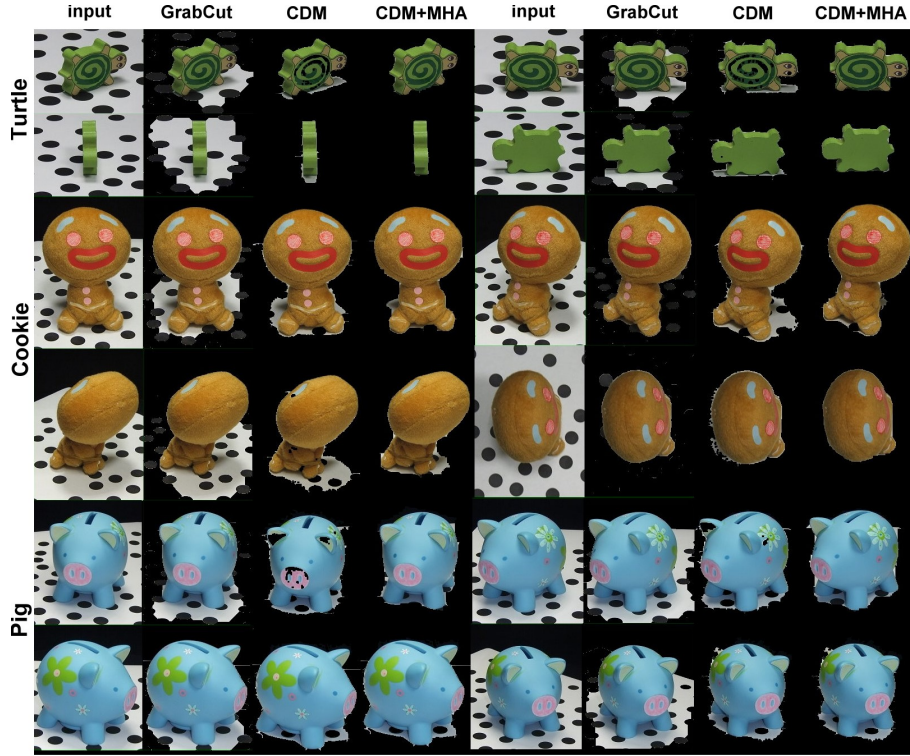 input GrabCut CDM CDM+MHA input GrabCut CDM CDM+MHA
Turtle
Cookie
Pig